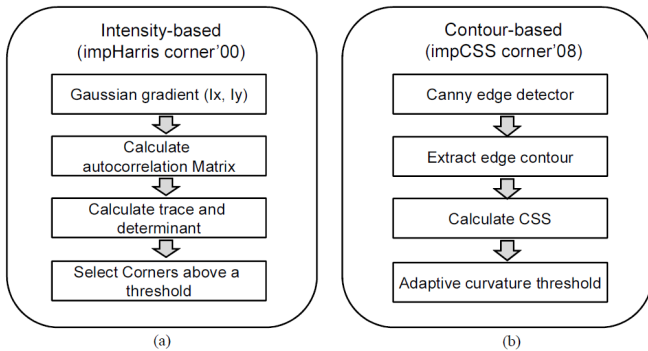 Intensity-based
(impHarris corner'00)
Gaussian gradient (Ix, Iy)
Calculate
autocorrelation Matrix
Calculate trace and
determinant
Select Corners above a
threshold
(a)
Contour-based
(impCSS corner'08)
Canny edge detector
Extract edge contour
Calculate CSS
Adaptive curvature threshold
(b)